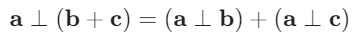 a ⊥ (b + c) = (a ⊥ b) + (a ⊥ c)